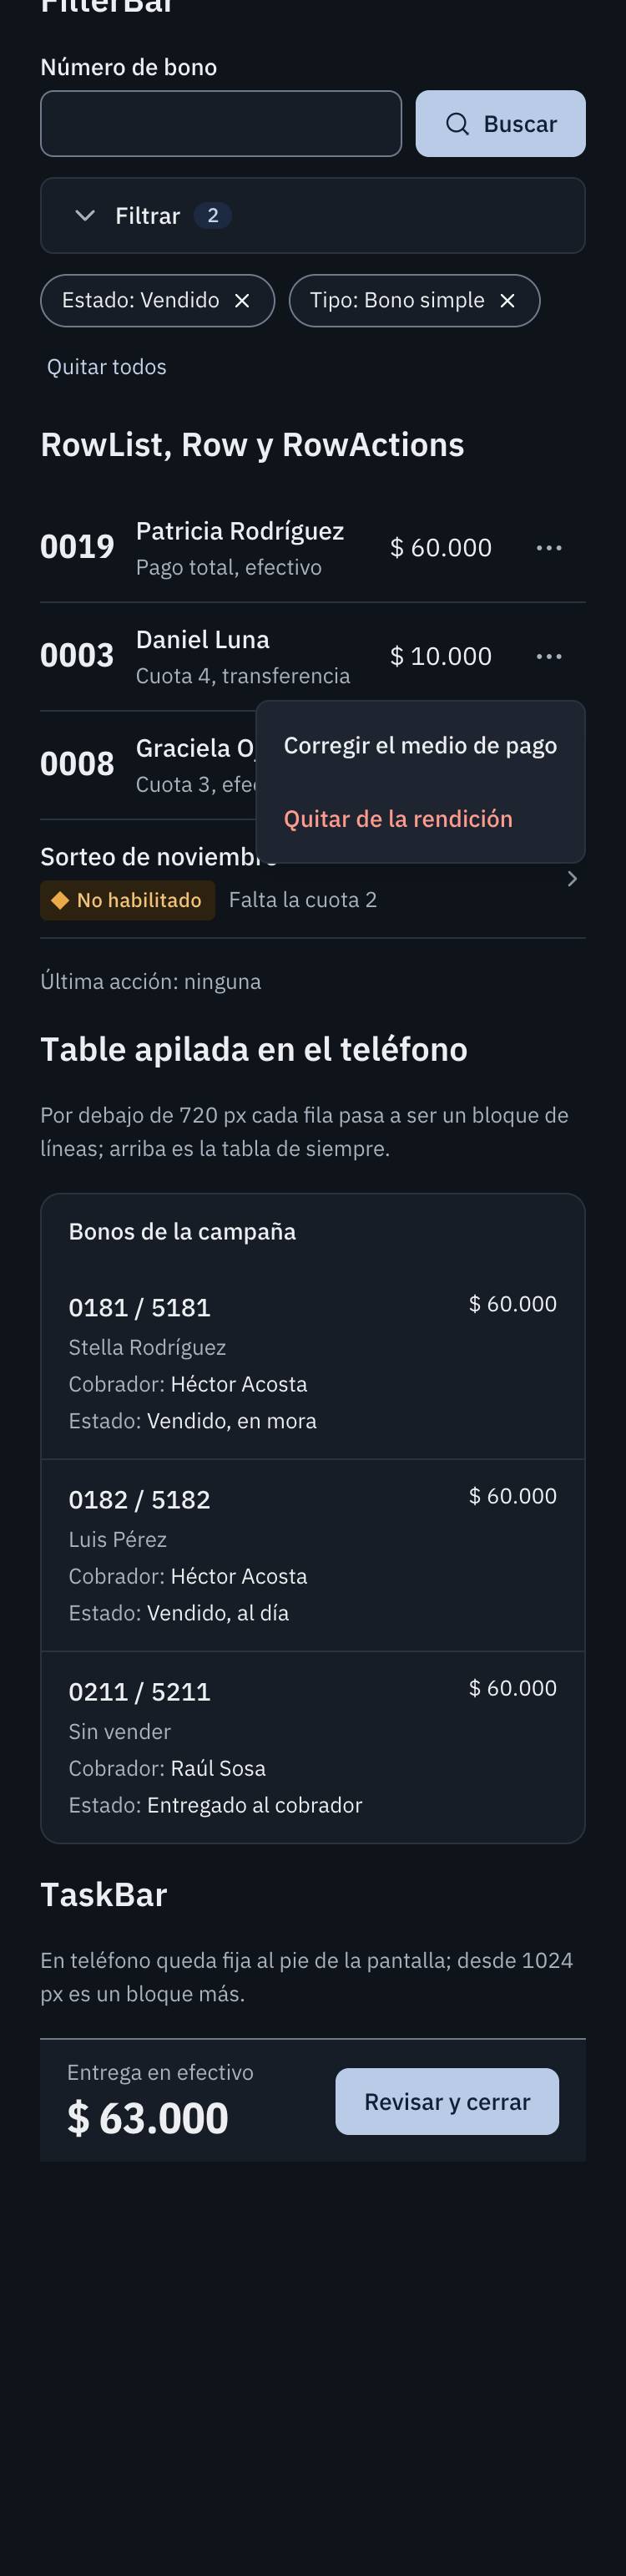 FilterBar
Número de bono
Buscar
Filtrar 2
Estado: Vendido
Tipo: Bono simple
Quitar todos
RowList, Row y RowActions
0019
Patricia Rodríguez
Pago total, efectivo
$ 60.000
0003
Daniel Luna
Cuota 4, transferencia
$ 10.000
0008
Graciela
Cuota 3,
Corregir el medio de pago
Quitar de la rendición
Sorteo de noviembre
No habilitado
Falta la cuota 2
Última acción: ninguna
Table apilada en el teléfono
Por debajo de 720 px cada fila pasa a ser un bloque de
líneas; arriba es la tabla de siempre.
Bonos de la campaña
0181 / 5181
$ 60.000
Stella Rodríguez
Cobrador: Héctor Acosta
Estado: Vendido, en mora
0182 / 5182
$ 60.000
Luis Pérez
Cobrador: Héctor Acosta
Estado: Vendido, al día
0211 / 5211
$ 60.000
Sin vender
Cobrador: Raúl Sosa
Estado: Entregado al cobrador
TaskBar
En teléfono queda fija al pie de la pantalla; desde 1024
px es un bloque más.
Entrega en efectivo
$ 63.000
Revisar y cerrar